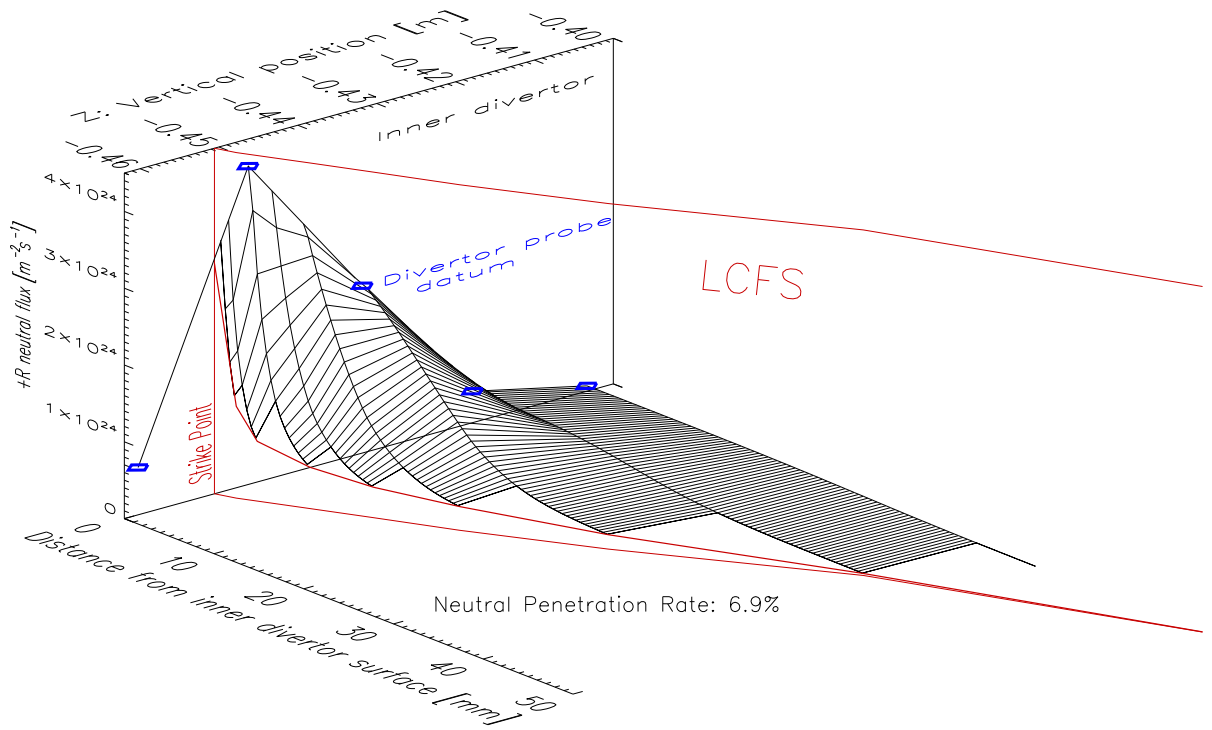 Z: Vertical position [m]
-0.46
-0.45
-0.44
-0.43
-0.42
-0.41
-0.40
Inner divertor
4×10²⁴
3×10²⁴
2×10²⁴
1×10²⁴
0
+R neutral flux [m⁻²s⁻¹]
Divertor probe
datum
LCFS
Strike Point
0
10
20
30
40
50
Distance from inner divertor surface [mm]
Neutral Penetration Rate: 6.9%